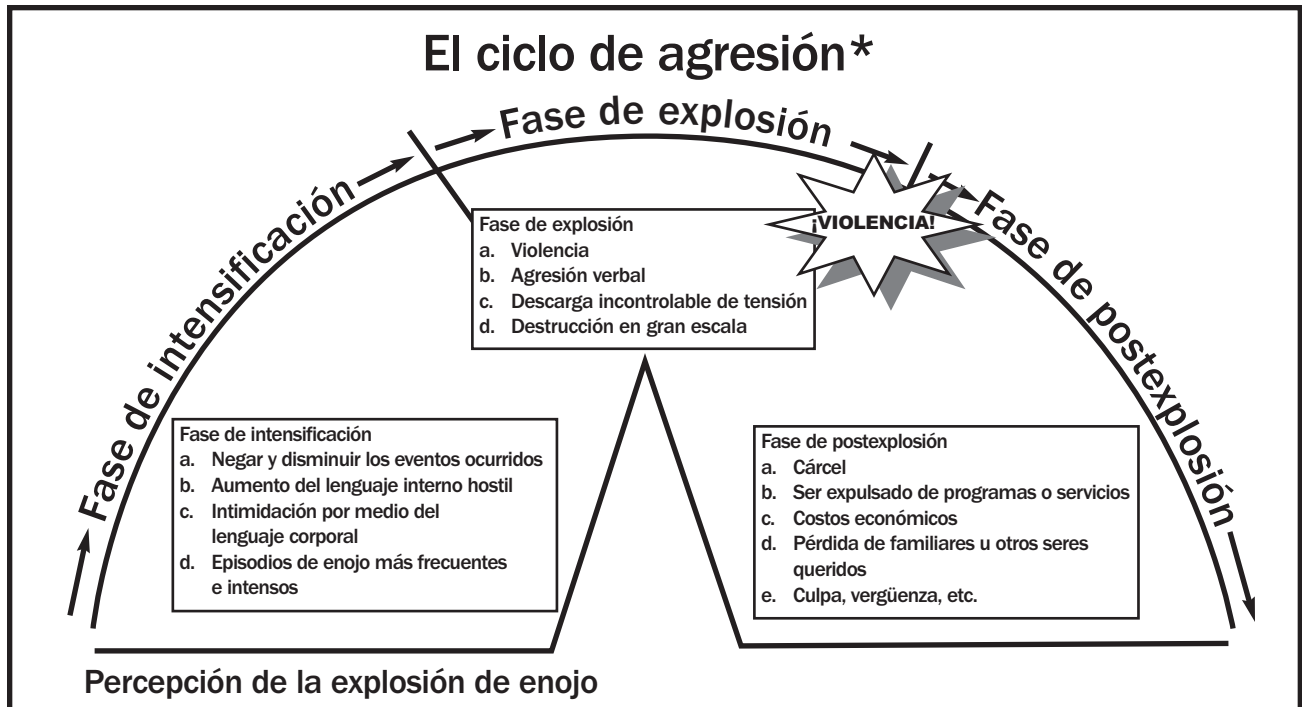 El ciclo de agresión*
Fase de intensificación
Fase de explosión
Fase de postexplosión
¡VIOLENCIA!
Fase de explosión
a. Violencia
b. Agresión verbal
c. Descarga incontrolable de tensión
d. Destrucción en gran escala
Fase de intensificación
a. Negar y disminuir los eventos ocurridos
b. Aumento del lenguaje interno hostil
c. Intimidación por medio del
lenguaje corporal
d. Episodios de enojo más frecuentes
e intensos
Fase de postexplosión
a. Cárcel
b. Ser expulsado de programas o servicios
c. Costos económicos
d. Pérdida de familiares u otros seres
queridos
e. Culpa, vergüenza, etc.
Percepción de la explosión de enojo